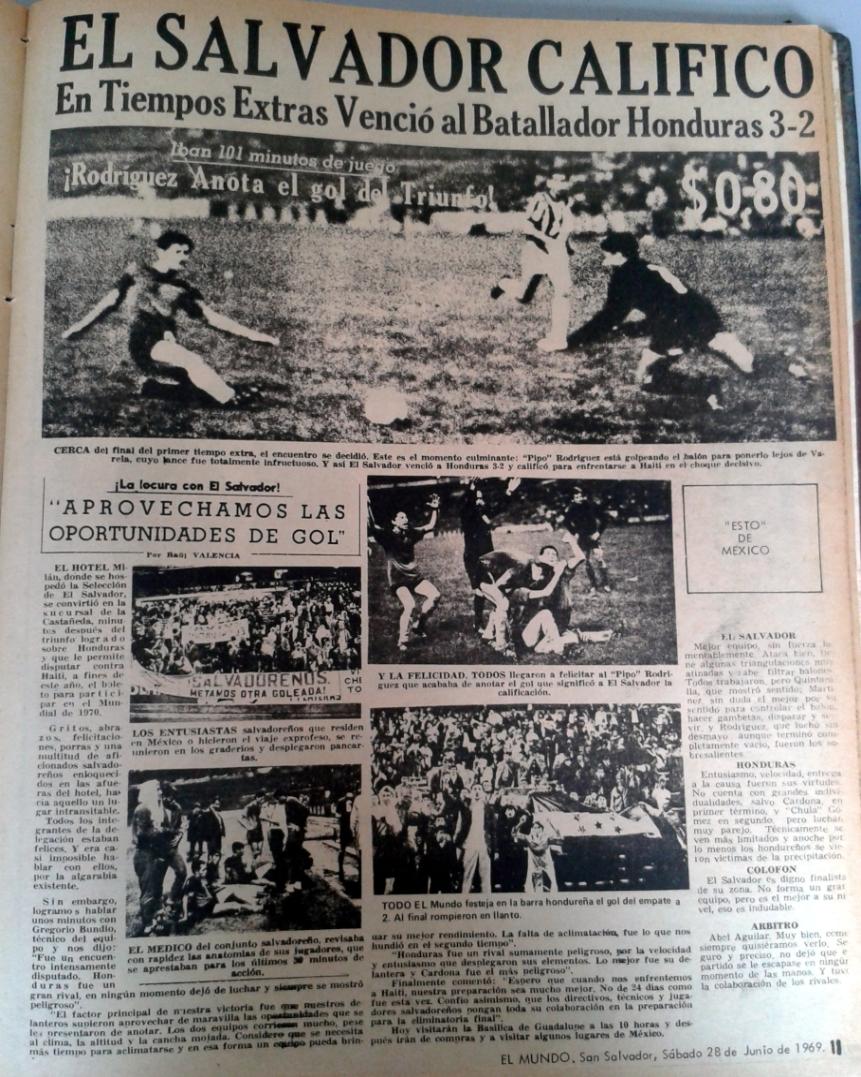 EL SALVADOR CALIFICO
En Tiempos Extras Venció al Batallador Honduras 3-2
Iban 101 minutos de juego
¡Rodríguez Anota el gol del Triunfo!
$ 0.80
CERCA del final del primer tiempo extra, el encuentro se decidió. Este es el momento culminante: "Pipo" Rodríguez está golpeando el balón para ponerlo lejos de Va-
rela, cuyo lance fue totalmente infructuoso. Y así El Salvador venció a Honduras 3-2 y calificó para enfrentarse a Haití en el choque decisivo.
¡La locura con El Salvador!
"APROVECHAMOS LAS
OPORTUNIDADES DE GOL"
Por Raúl VALENCIA
EL HOTEL Mi-
lán, donde se hos-
pedó la Selección
de El Salvador,
se convirtió en la
sucursal de la
Castañeda, minu-
tos después del
triunfo logrado
sobre Honduras
y que le permite
disputar contra
Haití, a fines de
este año, el bole-
to para partici-
par en el Mun-
dial de 1970.
Gritos, abra-
zos, felicitacio-
nes, porras y una
multitud de afi-
cionados salvado-
reños enloqueci-
dos en las afue-
ras del hotel, ha-
cía aquello un lu-
gar intransitable.
Todos los inte-
grantes de la de-
legación estaban
felices, Y era ca-
si imposible ha-
blar con ellos,
por la algarabía
existente.
Sin embargo,
logramos hablar
unos minutos con
Gregorio Bundio,
técnico del equi-
po y nos dijo:
"Fue un encuen-
tro intensamente
disputado. Hon-
duras fue un
gran rival, en ningún momento dejó de luchar y siempre se mostró
peligroso".
"El factor principal de nuestra victoria fue que nuestros de-
lanteros supieron aprovechar de maravilla las oportunidades que se
les presentaron de anotar. Los dos equipos corrieron mucho, pese
al clima, la altitud y la cancha mojada. Considero que se necesita
más tiempo para aclimatarse y en esa forma un equipo pueda brin-
¡SALVADOREÑOS.
METAMOS OTRA GOLEADA!
LOS ENTUSIASTAS salvadoreños que residen
en México o hicieron el viaje exprofeso, se re-
unieron en los graderíos y desplegaron pancar-
tas.
EL MEDICO del conjunto salvadoreño, revisaba
con rapidez las anatomías de sus jugadores, que
se aprestaban para los últimos minutos de
acción.
Y LA FELICIDAD. TODOS llegaron a felicitar al "Pipo" Rodrí-
guez que acababa de anotar el gol que significó a El Salvador la
calificación.
TODO EL Mundo festeja en la barra hondureña el gol del empate a
2. Al final rompieron en llanto.
uar su mejor rendimiento. La falta de aclimatación, fue lo que nos
hundió en el segundo tiempo".
"Honduras fue un rival sumamente peligroso, por la velocidad
y entusiasmo que desplegaron sus elementos. Lo mejor fue su de-
lantera y Cardona fue el más peligroso".
Finalmente comentó: "Espero que cuando nos enfrentemos
a Haití, nuestra preparación sea mucho mejor. No de 24 días como
fue esta vez. Confío asimismo, que los directivos, técnicos y juga-
dores salvadoreños pongan toda su colaboración en la preparación
para la eliminatoria final".
Hoy visitarán la Basílica de Guadalupe a las 10 horas y des-
pués irán de compras y a visitar algunos lugares de México.
"ESTO"
DE
MEXICO
EL SALVADOR
Mejor equipo, sin fuerza la-
mentablemente. Ataca bien, tie-
ne algunas triangulaciones muy
atinadas y sabe filtrar balones.
Todos trabajaron, pero Quintani-
lla, que mostró sentido; Martí-
nez, sin duda el mejor por su
sentido para controlar el balón,
hacer gambetas, disparar y ser-
vir, y Rodríguez, que luchó sin
desmayo aunque terminó com-
pletamente vacío, fueron los so-
bresalientes.
HONDURAS
Entusiasmo, velocidad, entrega
a la causa fueron sus virtudes.
No cuenta con grandes indivi-
dualidades, salvo Cardona, en
primer término, y "Chula" Gó-
mez en segundo, pero luchan
muy parejo. Técnicamente se
ven más limitados y anoche por
lo menos los hondureños se vie-
ron víctimas de la precipitación.
COLOFON
El Salvador es digno finalista
de su zona. No forma un gran
equipo, pero es el mejor a su ni-
vel, eso es indudable.
ARBITRO
Abel Aguilar. Muy bien, como
siempre quisiéramos verlo. Se-
guro y preciso, no dejó que el
partido se le escapase en ningún
momento de las manos. Y tuvo
la colaboración de los rivales.
EL MUNDO, San Salvador, Sábado 28 de Junio de 1969. 11